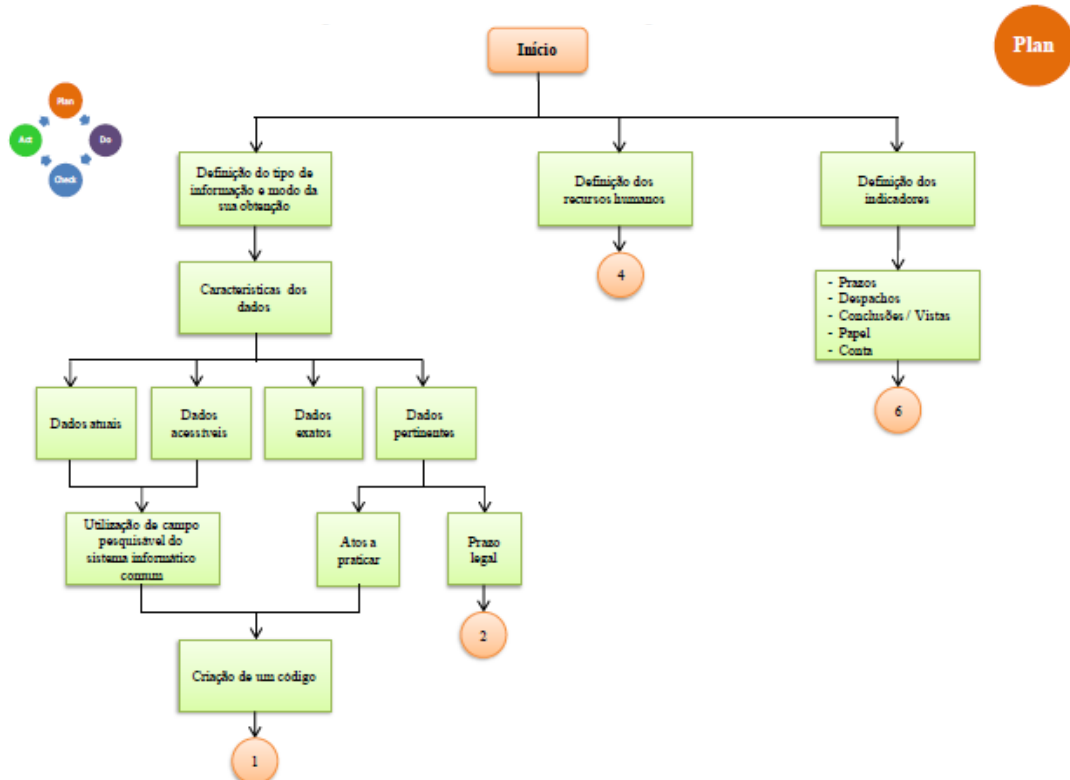 Início
Plan
Plan
Act
Do
Check
Definição do tipo de
informação e modo da
sua obtenção
Definição dos
recursos humanos
Definição dos
indicadores
Características dos
dados
4
- Prazos
- Despachos
- Conclusões / Vistas
- Papel
- Conta
Dados atuais
Dados
acessíveis
Dados
exatos
Dados
pertinentes
6
Utilização de campo
pesquisável do
sistema informático
comum
Atos a
praticar
Prazo
legal
2
Criação de um código
1